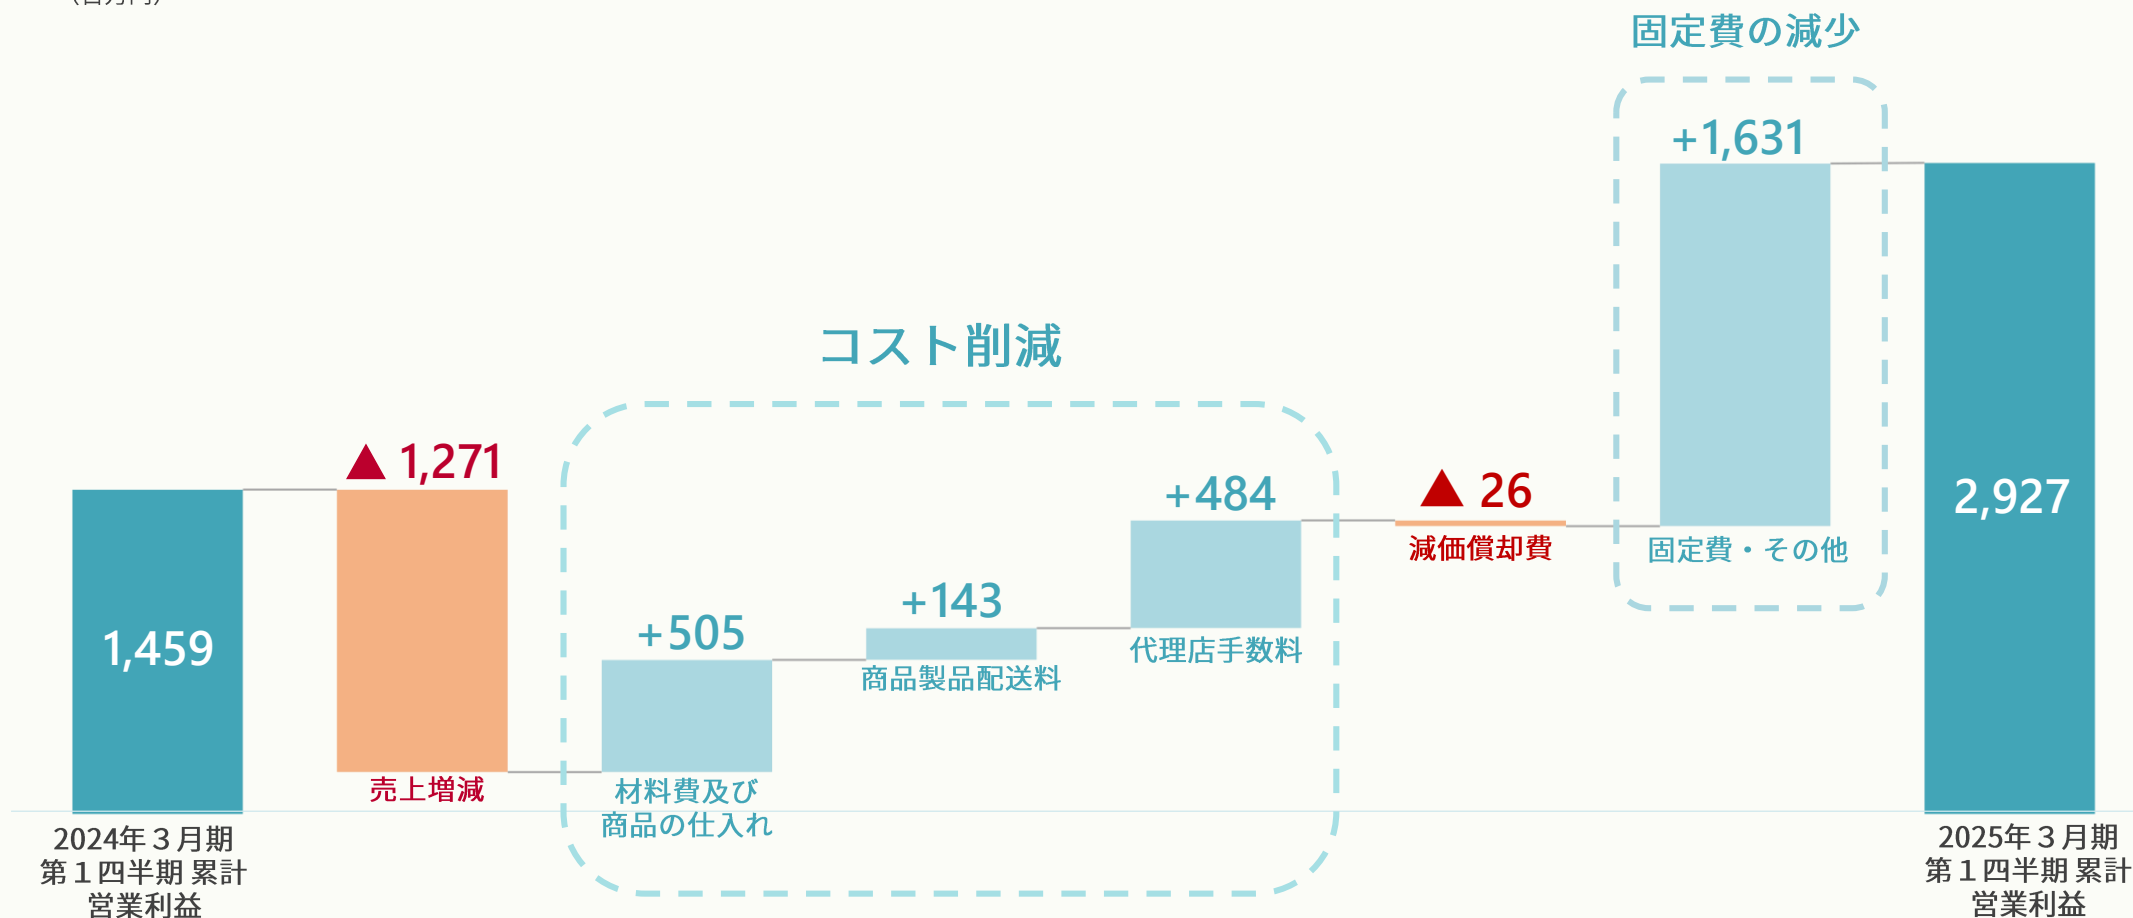 固定費の減少
+1,631
コスト削減
▲ 1,271
+484
▲ 26
2,927
減価償却費
固定費・その他
+143
+505
1,459
代理店手数料
商品製品配送料
売上増減
材料費及び
商品の仕入れ
2024年３月期
第１四半期 累計
営業利益
2025年３月期
第１四半期 累計
営業利益